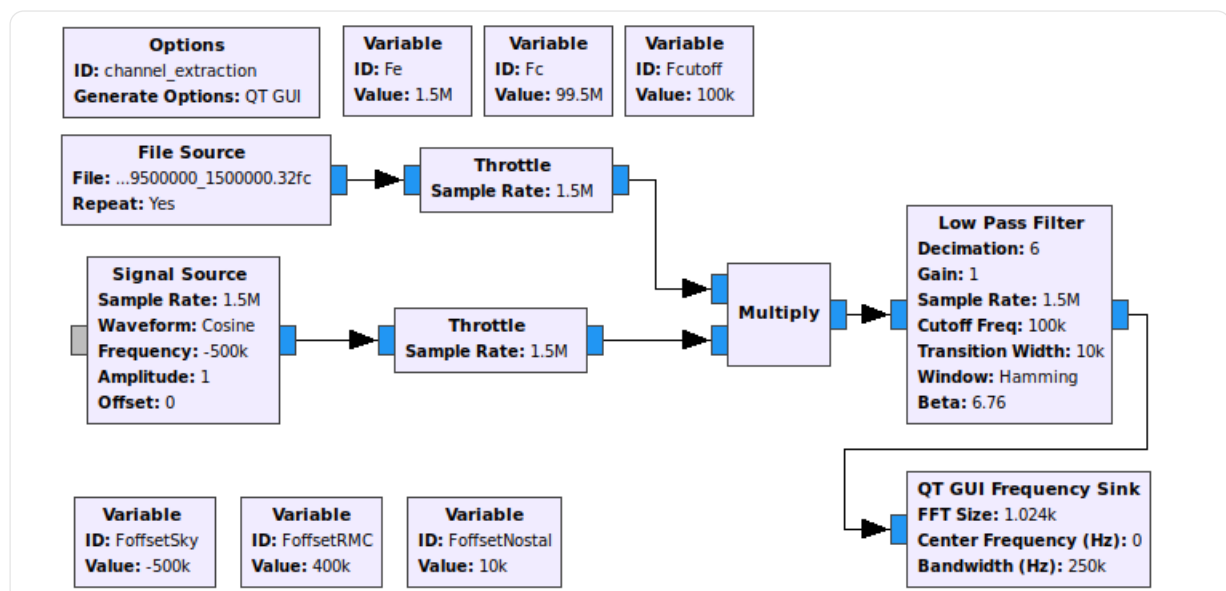 Options
ID: channel_extraction
Generate Options: QT GUI
Variable
ID: Fe
Value: 1.5M
Variable
ID: Fc
Value: 99.5M
Variable
ID: Fcutoff
Value: 100k
File Source
File: ...9500000_1500000.32fc
Repeat: Yes
Throttle
Sample Rate: 1.5M
Signal Source
Sample Rate: 1.5M
Waveform: Cosine
Frequency: -500k
Amplitude: 1
Offset: 0
Throttle
Sample Rate: 1.5M
Multiply
Low Pass Filter
Decimation: 6
Gain: 1
Sample Rate: 1.5M
Cutoff Freq: 100k
Transition Width: 10k
Window: Hamming
Beta: 6.76
Variable
ID: FoffsetSky
Value: -500k
Variable
ID: FoffsetRMC
Value: 400k
Variable
ID: FoffsetNostal
Value: 10k
QT GUI Frequency Sink
FFT Size: 1.024k
Center Frequency (Hz): 0
Bandwidth (Hz): 250k